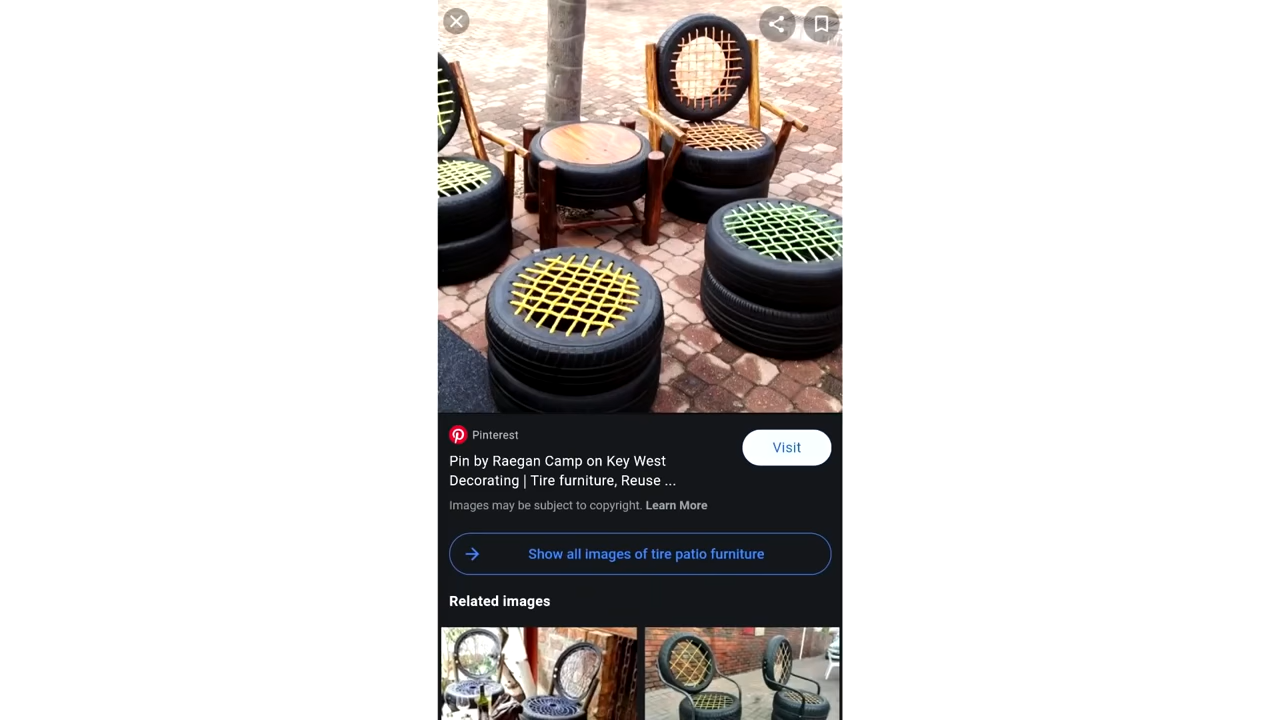 Pinterest
Visit
Pin by Raegan Camp on Key West
Decorating | Tire furniture, Reuse ...
Images may be subject to copyright. Learn More
Show all images of tire patio furniture
Related images